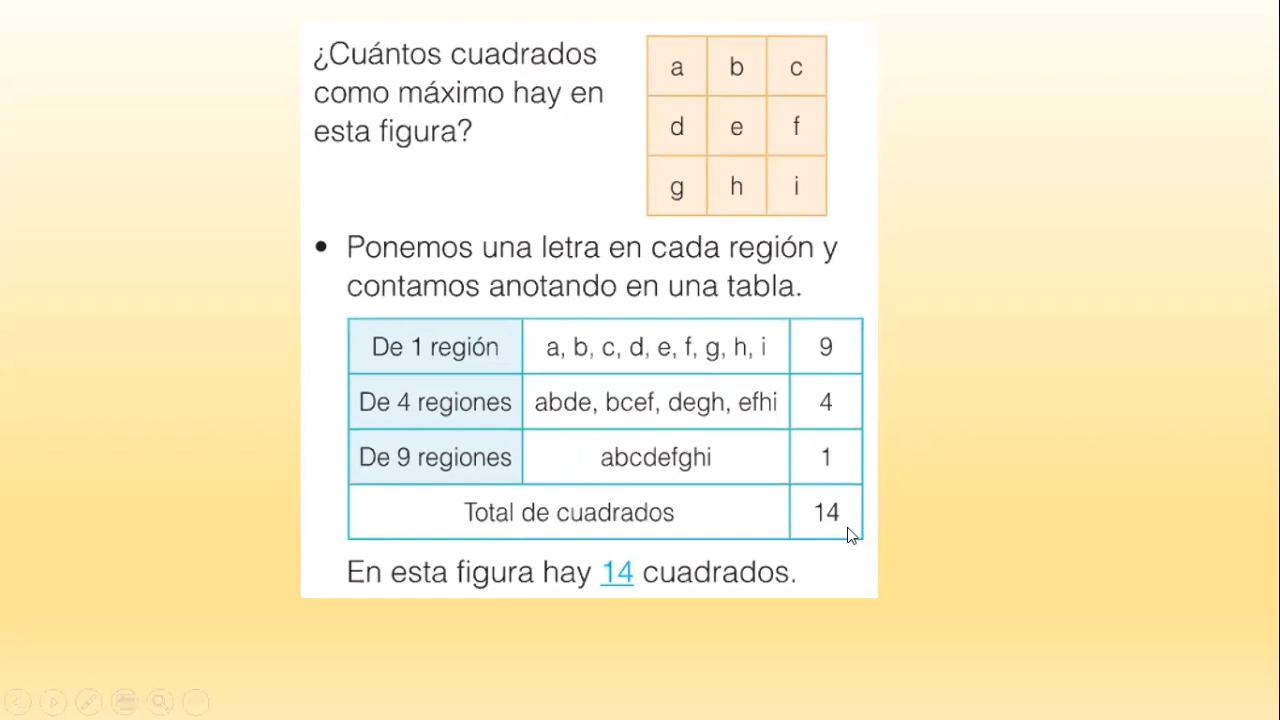 ¿Cuántos cuadrados
como máximo hay en
esta figura?
a b c
d e f
g h i
• Ponemos una letra en cada región y
contamos anotando en una tabla.
De 1 región a, b, c, d, e, f, g, h, i 9
De 4 regiones abde, bcef, degh, efhi 4
De 9 regiones abcdefghi 1
Total de cuadrados 14
En esta figura hay 14 cuadrados.